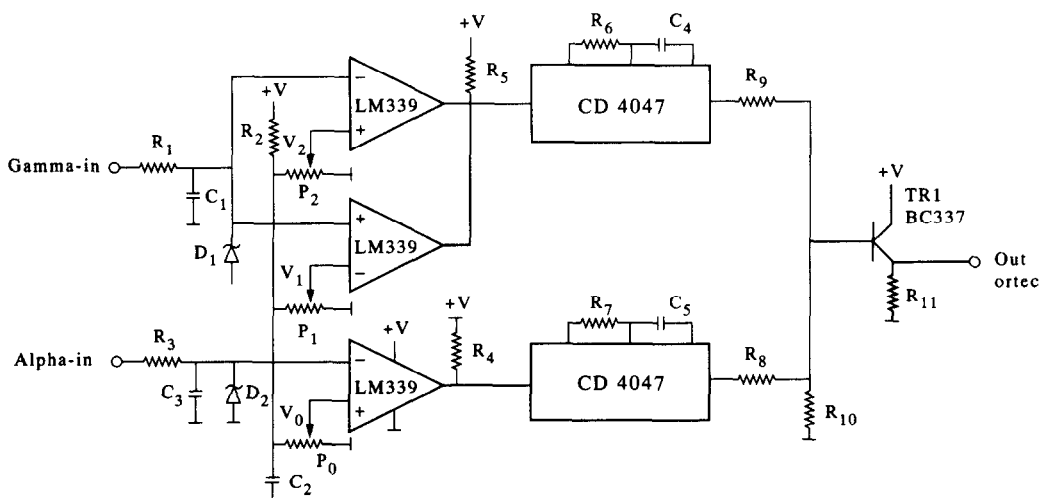 +V
R6
C4
R5
−
LM339
+
CD 4047
R9
+V
R2
V2
R1
Gamma-in
C1
P2
+V
TR1
BC337
+
LM339
−
D1
V1
Out
ortec
R11
P1
+V
+V
R7
C5
R3
Alpha-in
R4
−
LM339
+
CD 4047
R8
C3
D2
V0
R10
P0
C2